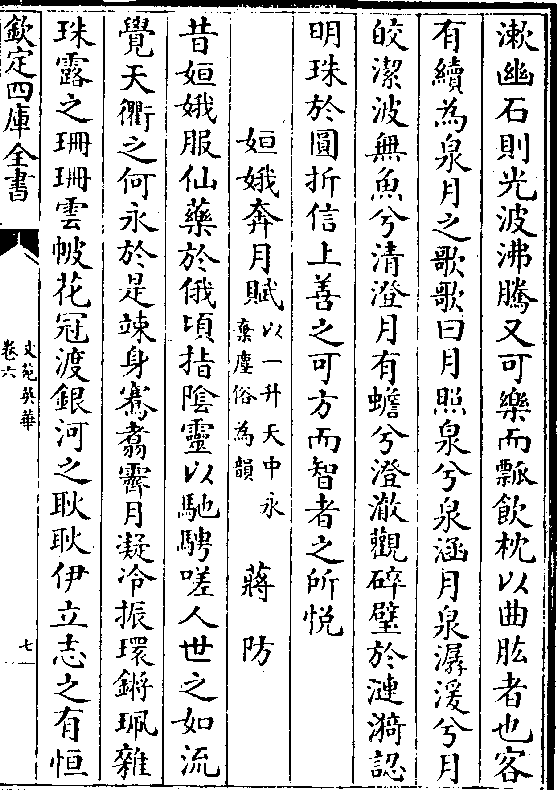 漱幽石則光波沸騰又可樂而瓢飲枕以曲肱者也客
有續為泉月之歌歌曰月照泉兮泉涵月泉潺湲兮月
皎潔波無魚兮清澄月有蟾兮澄澈觀碎璧於漣漪認
明珠於圓折信上善之可方而智者之所悅
姮娥奔月賦以一升天中永棄塵俗為韻 蔣防
昔姮娥服仙藥於俄頃指陰靈以馳騁嗟人世之如流
覺天衢之何永於是竦身騫翥霽月凝冷振環鏘珮雜
珠露之珊珊雲帔花冠渡銀河之耿耿伊立志之有恒
欽定四庫全書
文苑英華
卷六
七